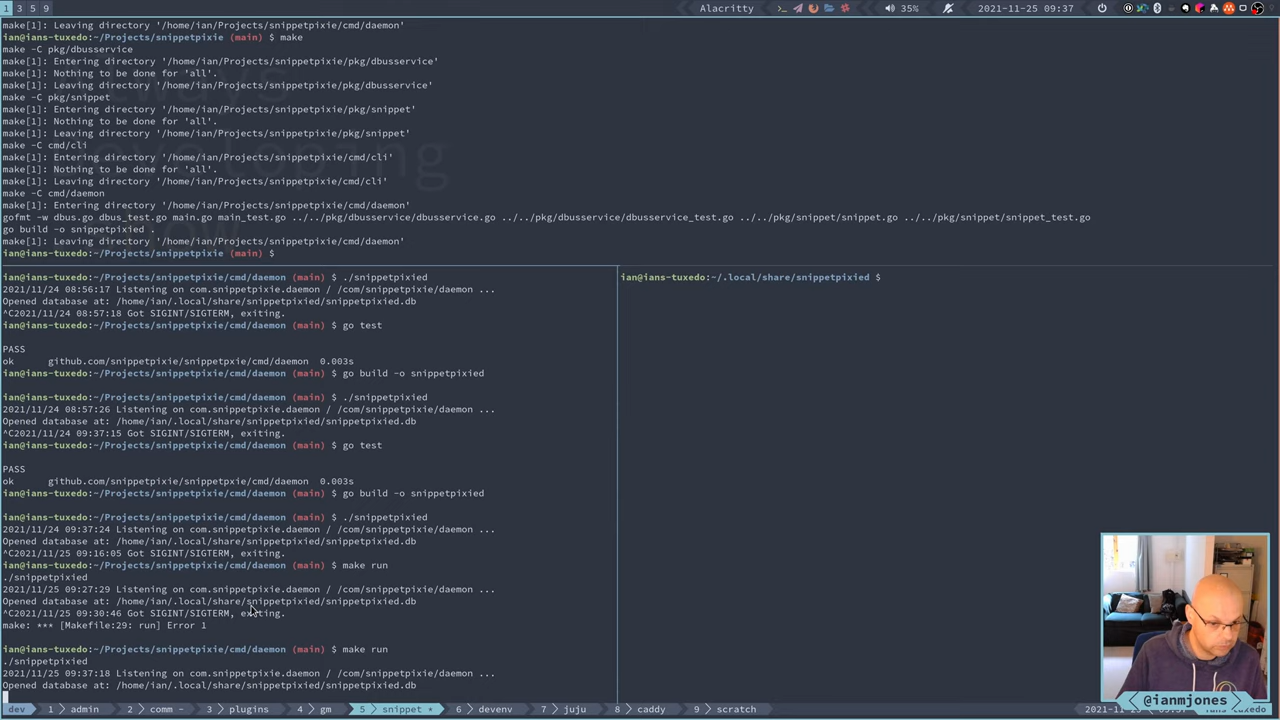 1 3 5 9
Alacritty
35%
2021-11-25 09:37
make[1]: Leaving directory '/home/ian/Projects/snippetpixie/cmd/daemon'
ian@ians-tuxedo:~/Projects/snippetpixie (main) $ make
make -C pkg/dbusservice
make[1]: Entering directory '/home/ian/Projects/snippetpixie/pkg/dbusservice'
make[1]: Nothing to be done for 'all'.
make[1]: Leaving directory '/home/ian/Projects/snippetpixie/pkg/dbusservice'
make -C pkg/snippet
make[1]: Entering directory '/home/ian/Projects/snippetpixie/pkg/snippet'
make[1]: Nothing to be done for 'all'.
make[1]: Leaving directory '/home/ian/Projects/snippetpixie/pkg/snippet'
make -C cmd/cli
make[1]: Entering directory '/home/ian/Projects/snippetpixie/cmd/cli'
make[1]: Nothing to be done for 'all'.
make[1]: Leaving directory '/home/ian/Projects/snippetpixie/cmd/cli'
make -C cmd/daemon
make[1]: Entering directory '/home/ian/Projects/snippetpixie/cmd/daemon'
gofmt -w dbus.go dbus_test.go main.go main_test.go ../../pkg/dbusservice/dbusservice.go ../../pkg/dbusservice/dbusservice_test.go ../../pkg/snippet/snippet.go ../../pkg/snippet/snippet_test.go
go build -o snippetpixied .
make[1]: Leaving directory '/home/ian/Projects/snippetpixie/cmd/daemon'
ian@ians-tuxedo:~/Projects/snippetpixie (main) $
ian@ians-tuxedo:~/Projects/snippetpixie/cmd/daemon (main) $ ./snippetpixied
2021/11/24 08:56:17 Listening on com.snippetpixie.daemon / /com/snippetpixie/daemon ...
Opened database at: /home/ian/.local/share/snippetpixied/snippetpixied.db
^C2021/11/24 08:57:18 Got SIGINT/SIGTERM, exiting.
ian@ians-tuxedo:~/Projects/snippetpixie/cmd/daemon (main) $ go test
PASS
ok github.com/snippetpixie/snippetpxie/cmd/daemon 0.003s
ian@ians-tuxedo:~/Projects/snippetpixie/cmd/daemon (main) $ go build -o snippetpixied
ian@ians-tuxedo:~/Projects/snippetpixie/cmd/daemon (main) $ ./snippetpixied
2021/11/24 08:57:26 Listening on com.snippetpixie.daemon / /com/snippetpixie/daemon ...
Opened database at: /home/ian/.local/share/snippetpixied/snippetpixied.db
^C2021/11/24 09:37:15 Got SIGINT/SIGTERM, exiting.
ian@ians-tuxedo:~/Projects/snippetpixie/cmd/daemon (main) $ go test
PASS
ok github.com/snippetpixie/snippetpxie/cmd/daemon 0.003s
ian@ians-tuxedo:~/Projects/snippetpixie/cmd/daemon (main) $ go build -o snippetpixied
ian@ians-tuxedo:~/Projects/snippetpixie/cmd/daemon (main) $ ./snippetpixied
2021/11/24 09:37:24 Listening on com.snippetpixie.daemon / /com/snippetpixie/daemon ...
Opened database at: /home/ian/.local/share/snippetpixied/snippetpixied.db
^C2021/11/25 09:16:05 Got SIGINT/SIGTERM, exiting.
ian@ians-tuxedo:~/Projects/snippetpixie/cmd/daemon (main) $ make run
./snippetpixied
2021/11/25 09:27:29 Listening on com.snippetpixie.daemon / /com/snippetpixie/daemon ...
Opened database at: /home/ian/.local/share/snippetpixied/snippetpixied.db
^C2021/11/25 09:30:46 Got SIGINT/SIGTERM, exiting.
make: *** [Makefile:29: run] Error 1
ian@ians-tuxedo:~/Projects/snippetpixie/cmd/daemon (main) $ make run
./snippetpixied
2021/11/25 09:37:18 Listening on com.snippetpixie.daemon / /com/snippetpixie/daemon ...
Opened database at: /home/ian/.local/share/snippetpixied/snippetpixied.db
ian@ians-tuxedo:~/.local/share/snippetpixied $
@ianmjones
dev 1 admin 2 comm - 3 plugins 4 gm 5 snippet * 6 devenv 7 juju 8 caddy 9 scratch